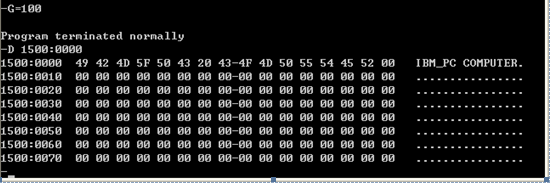 -G=100
Program terminated normally
-D 1500:0000
1500:0000 49 42 4D 5F 50 43 20 43-4F 4D 50 55 54 45 52 00 IBM_PC COMPUTER.
1500:0010 00 00 00 00 00 00 00 00-00 00 00 00 00 00 00 00 ................
1500:0020 00 00 00 00 00 00 00 00-00 00 00 00 00 00 00 00 ................
1500:0030 00 00 00 00 00 00 00 00-00 00 00 00 00 00 00 00 ................
1500:0040 00 00 00 00 00 00 00 00-00 00 00 00 00 00 00 00 ................
1500:0050 00 00 00 00 00 00 00 00-00 00 00 00 00 00 00 00 ................
1500:0060 00 00 00 00 00 00 00 00-00 00 00 00 00 00 00 00 ................
1500:0070 00 00 00 00 00 00 00 00-00 00 00 00 00 00 00 00 ................
-